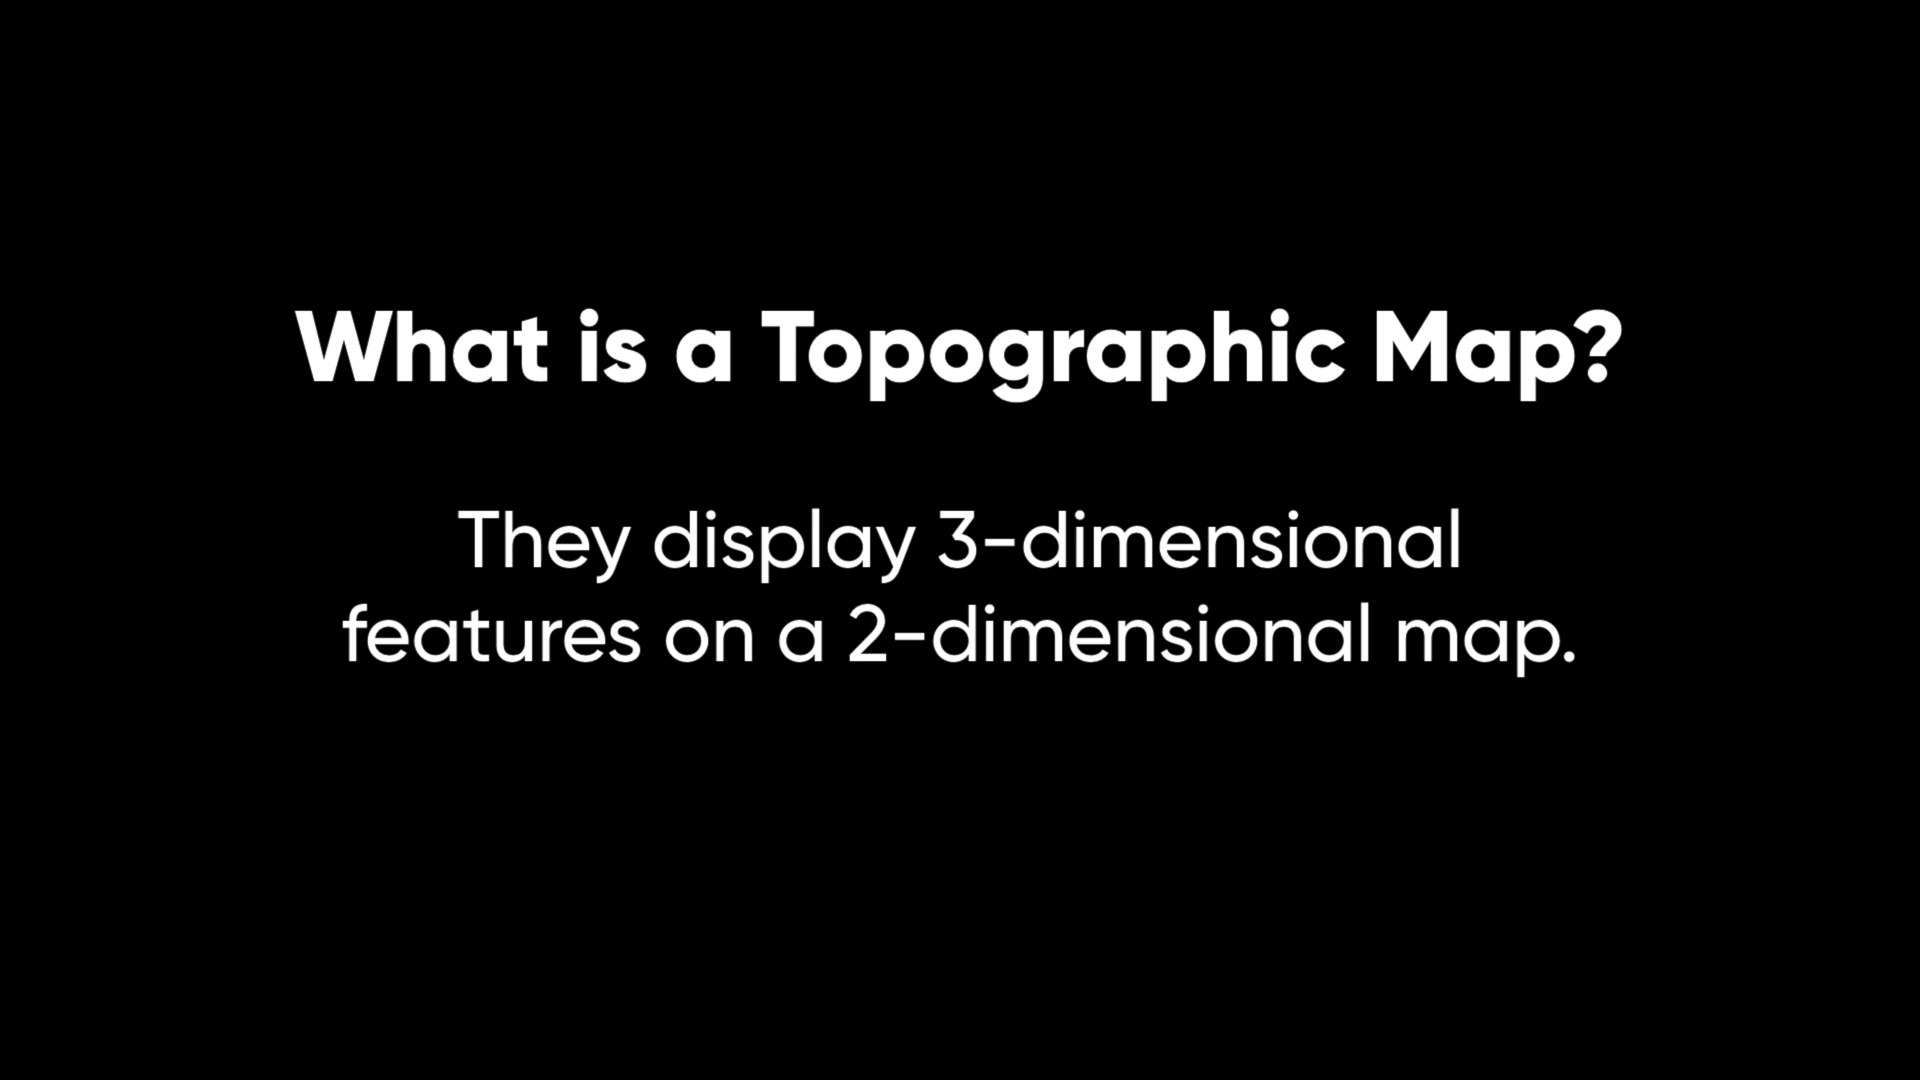 What is a Topographic Map?
They display 3-dimensional
features on a 2-dimensional map.